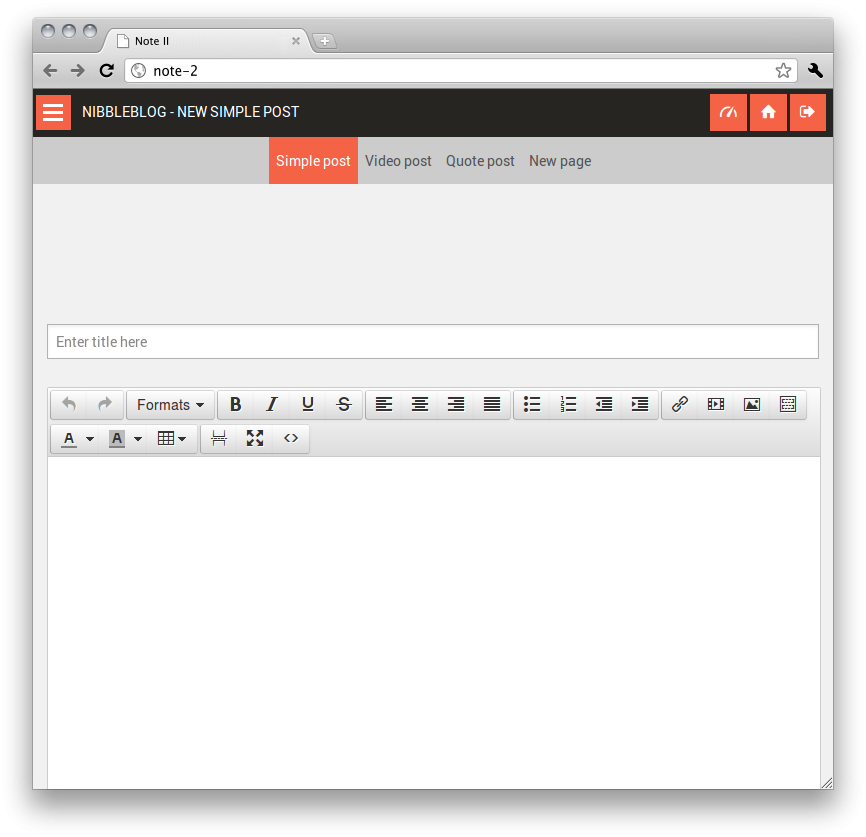 Note II
note-2
NIBBLEBLOG - NEW SIMPLE POST
Simple post Video post Quote post New page
Enter title here
Formats B I U S
A A